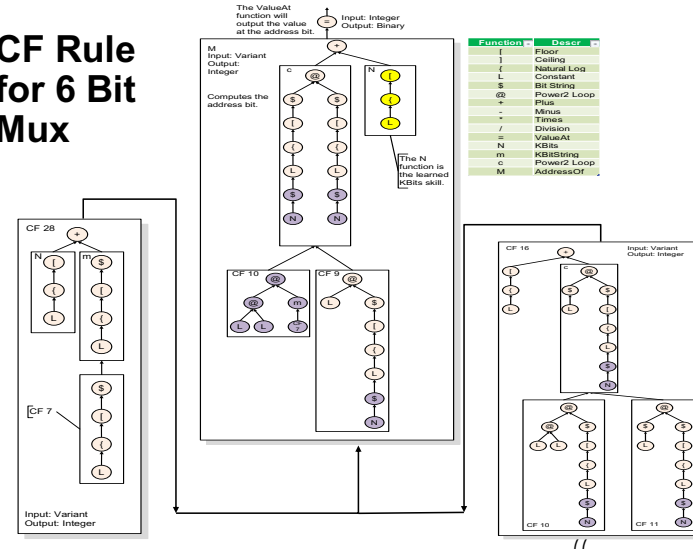 CF Rule
for 6 Bit
Mux
The ValueAt
function will
output the value
at the address bit.
=
Input: Integer
Output: Binary
M
Input: Variant
Output:
Integer
+
c
@
N
[
Computes the
address bit.
$
$
{
[
[
L
{
{
L
L
The N
function is
the learned
KBits skill.
$
$
N
N
Function
Descr
[
Floor
]
Ceiling
{
Natural Log
L
Constant
$
Bit String
@
Power2 Loop
+
Plus
-
Minus
*
Times
/
Division
=
ValueAt
N
KBits
m
KBitString
c
Power2 Loop
M
AddressOf
CF 28
+
N
[
m
$
{
[
L
{
L
CF 7
$
[
{
L
Input: Variant
Output: Integer
CF 10
@
@
m
L
L
7
CF 9
@
L
$
[
{
L
$
N
CF 16
Input: Variant
Output: Integer
+
[
c
@
{
$
$
L
L
[
{
L
$
N
@
@
$
L
L
[
{
L
$
N
CF 10
@
$
$
L
[
{
L
$
N
CF 11